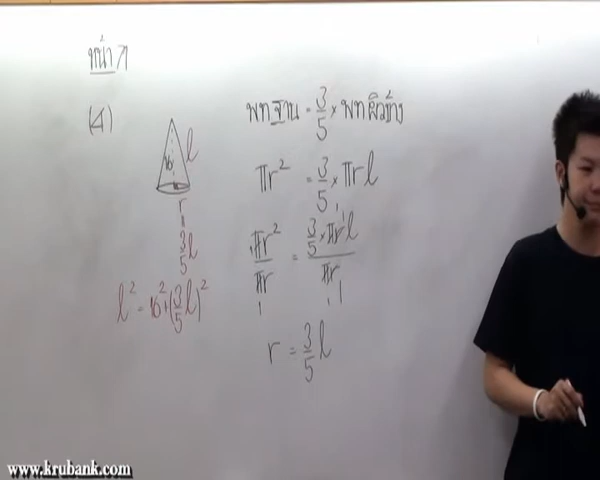 หน้า 71
(4)
พท ฐาน = 3/5 × พท ผิวข้าง
πr² = 3/5 × πrl
πr²/πr = 3/5 × πrl/πr
r = 3/5 l
l
16
r
=
3/5 l
l² = 16² + (3/5 l)²
www.krubank.com